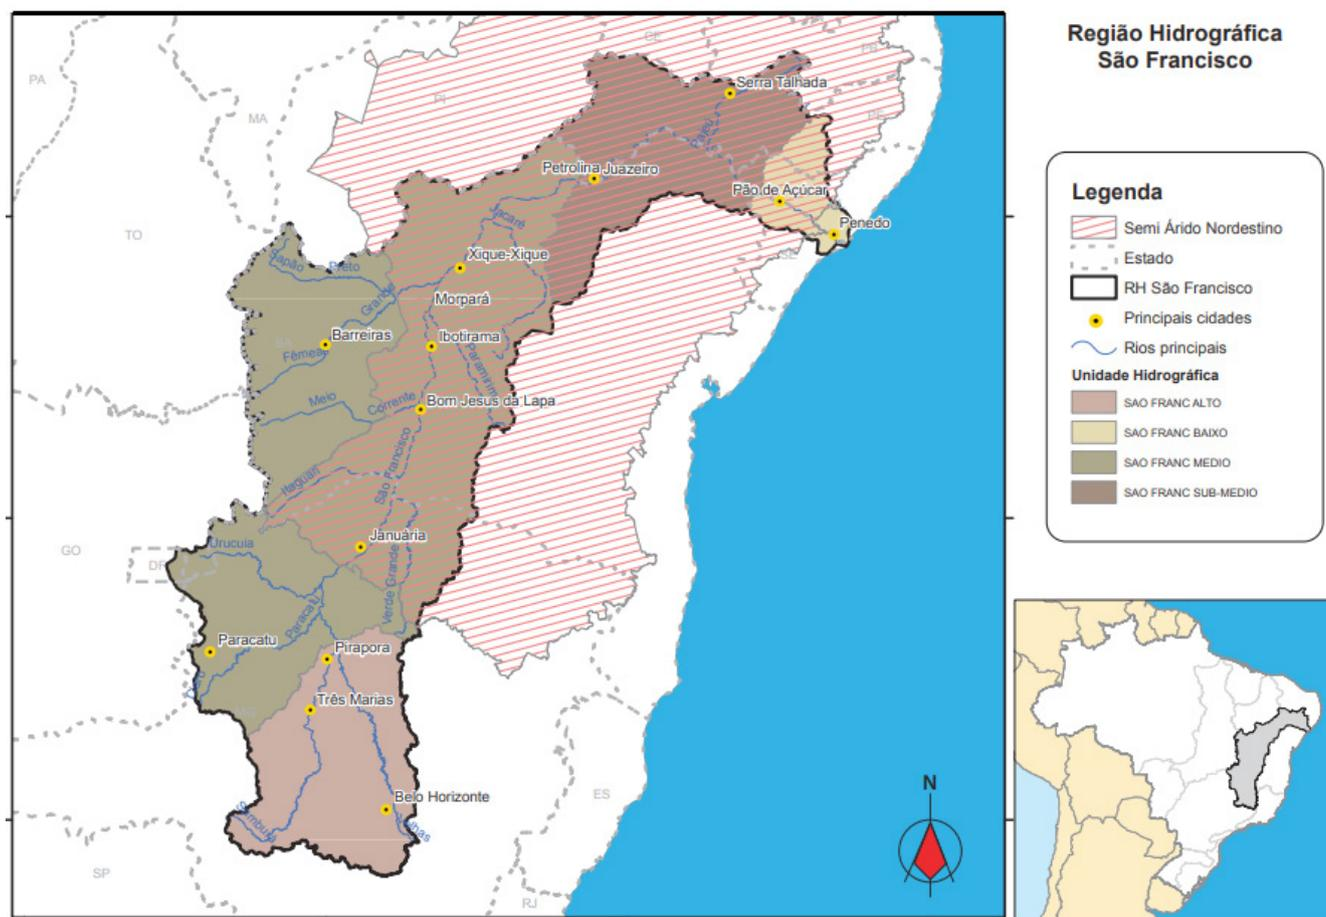 Região Hidrográfica
São Francisco
Legenda
Semi Árido Nordestino
Estado
RH São Francisco
Principais cidades
Rios principais
Unidade Hidrográfica
SAO FRANC ALTO
SAO FRANC BAIXO
SAO FRANC MEDIO
SAO FRANC SUB-MEDIO
CE
PB
PA
Serra Talhada
PI
MA
PE
Pajeú
Petrolina Juazeiro
Pão de Açúcar
Jacaré
Penedo
TO
SE
Sapão
Preto
Xique-Xique
Grande
Morpará
Barreiras
BA
Ibotirama
Fêmeas
Paramirim
Meio
Corrente
Bom Jesus da Lapa
São Francisco
Itaguari
Januária
Urucuia
GO
DF
Verde Grande
Paracatu
Paracatu
Pirapora
Três Marias
MG
N
Belo Horizonte
ES
Samburá
SP
RJ